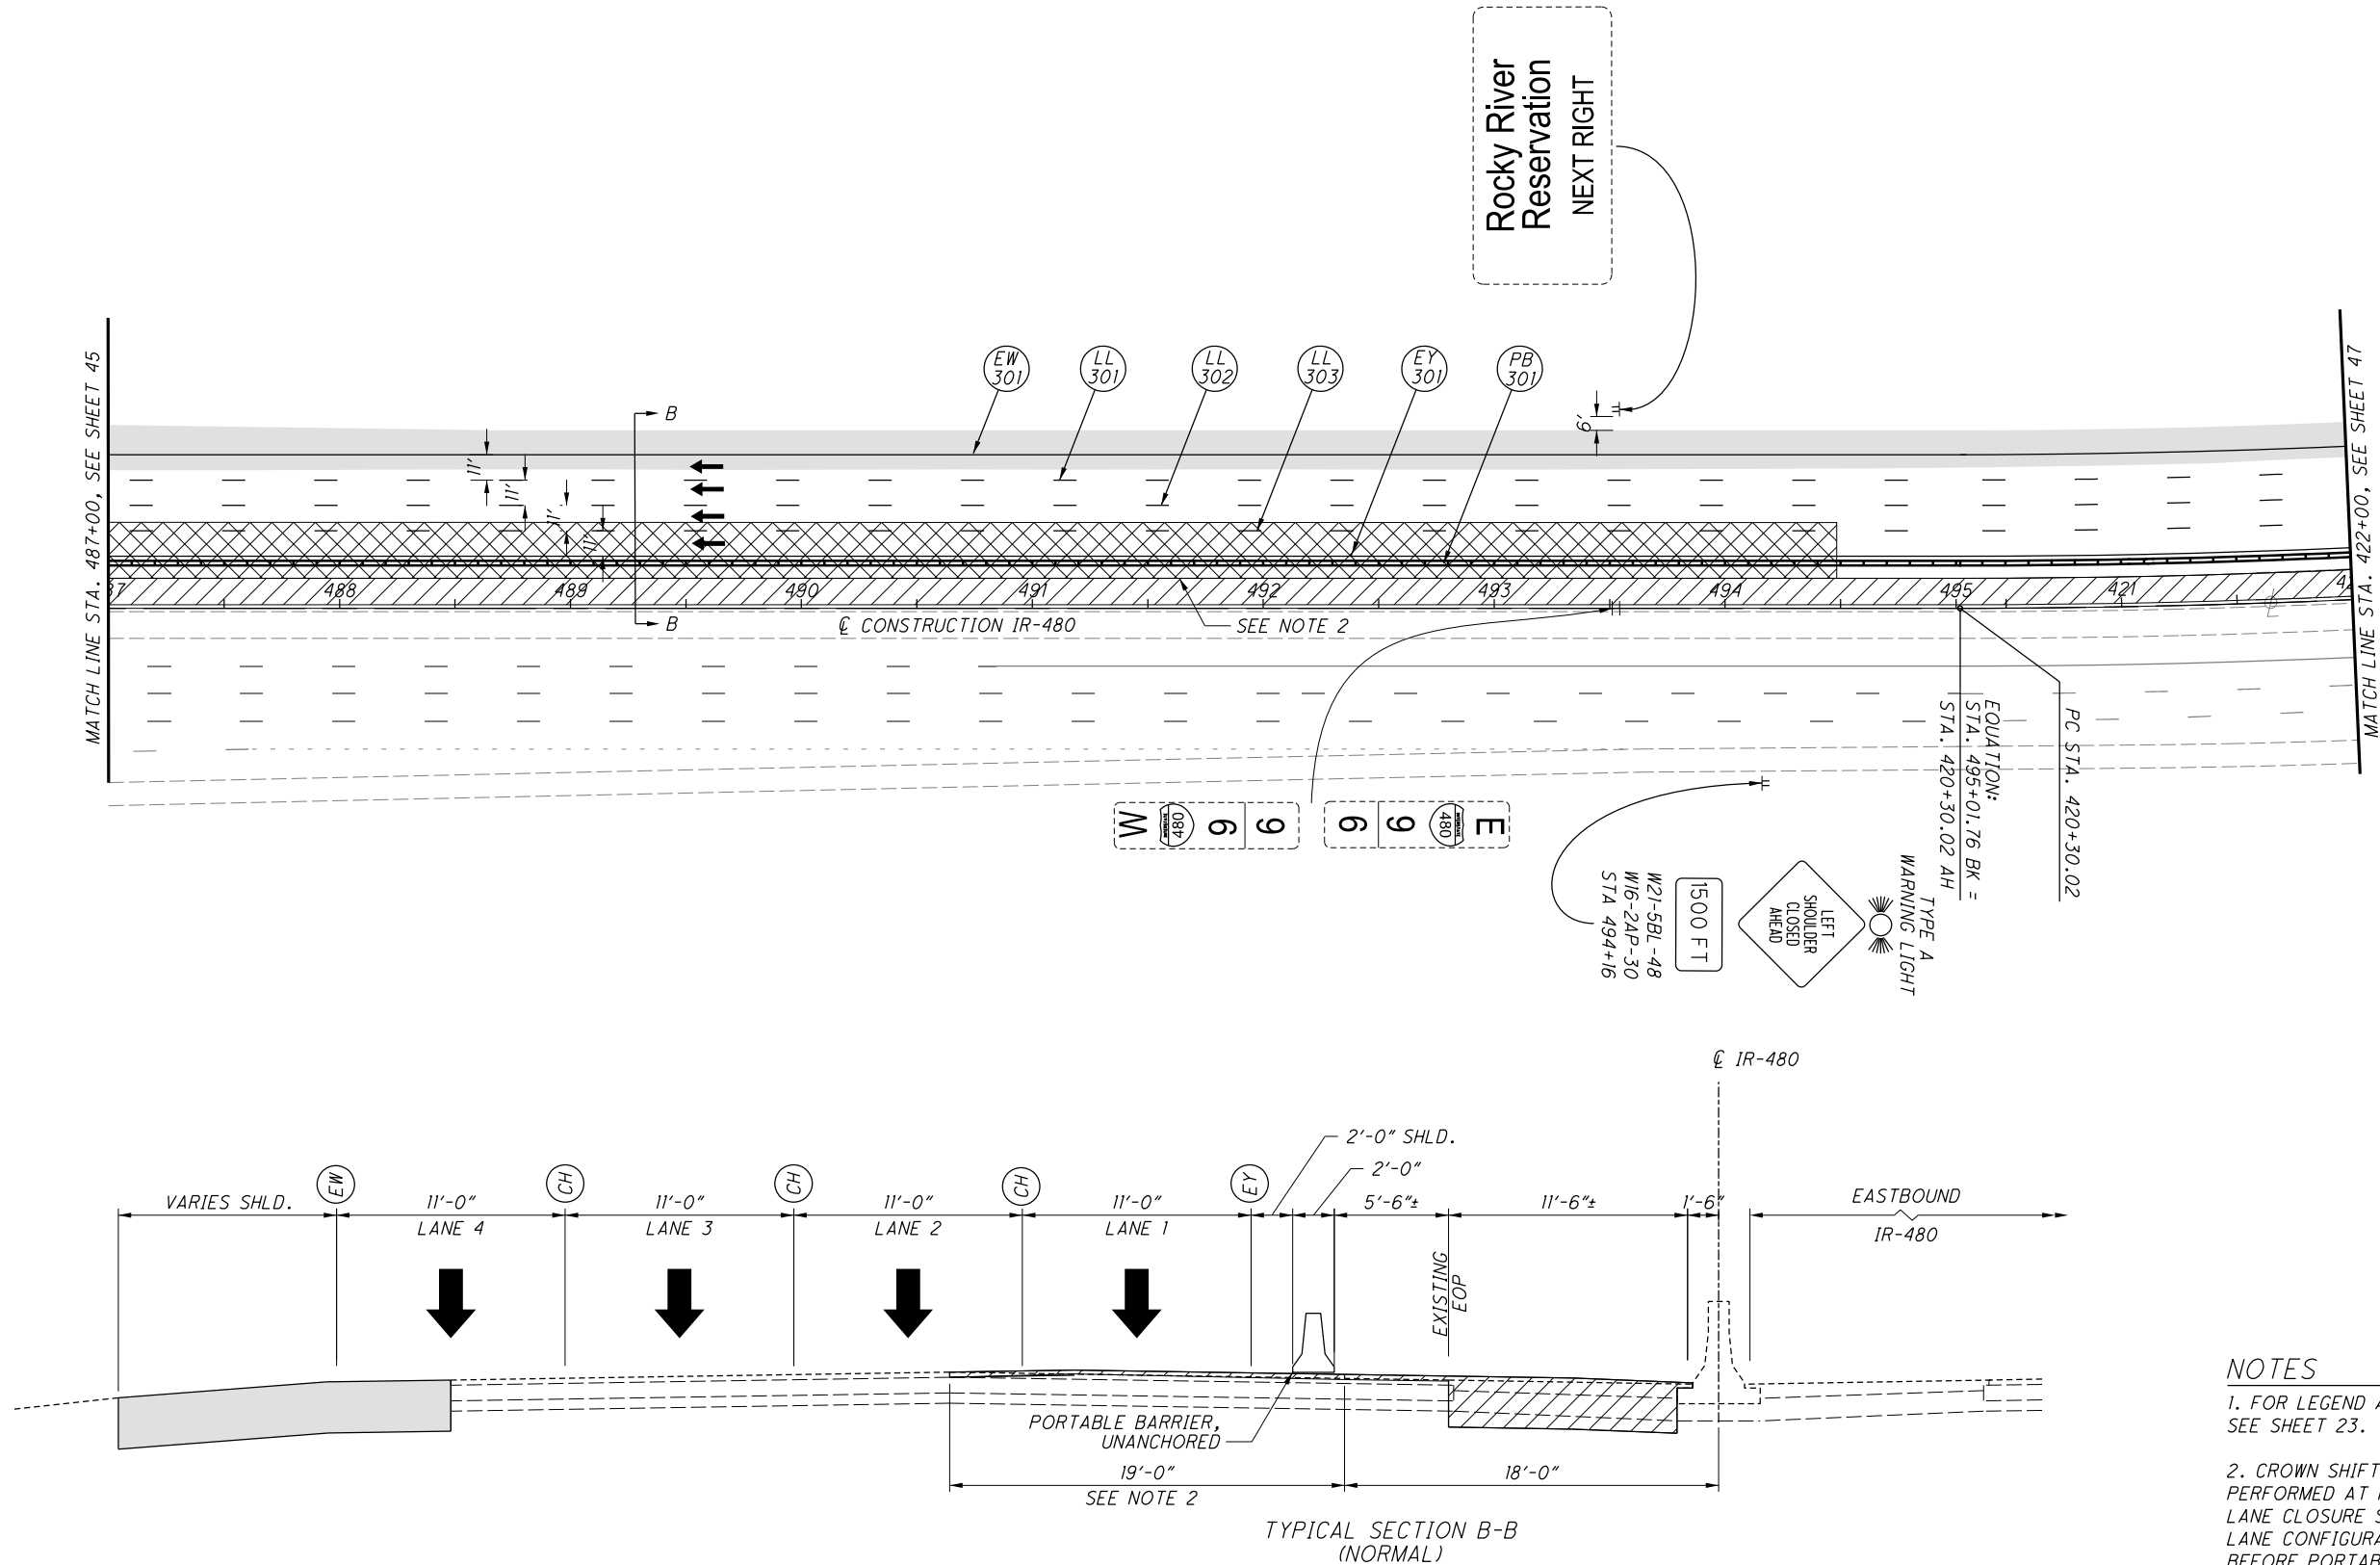 Rocky River
Reservation
NEXT RIGHT
MATCH LINE STA. 487+00, SEE SHEET 45
MATCH LINE STA. 422+00, SEE SHEET 47
EW
301
LL
301
LL
302
LL
303
EY
301
PB
301
6'
B
11'
11'
11'
11'
488
489
490
491
492
493
494
495
421
B
℄ CONSTRUCTION IR-480
SEE NOTE 2
EQUATION:
STA. 495+01.76 BK =
STA. 420+30.02 AH
PC STA. 420+30.02
W
480
6
9
E
480
9
6
TYPE A
WARNING LIGHT
LEFT
SHOULDER
CLOSED
AHEAD
1500 FT
W21-5BL-48
W16-2AP-30
STA 494+16
℄ IR-480
2'-0" SHLD.
2'-0"
VARIES SHLD.
EW
11'-0"
CH
11'-0"
CH
11'-0"
CH
11'-0"
EY
5'-6"±
11'-6"±
1'-6"
EASTBOUND
IR-480
LANE 4
LANE 3
LANE 2
LANE 1
EXISTING
EOP
PORTABLE BARRIER,
UNANCHORED
19'-0"
18'-0"
SEE NOTE 2
TYPICAL SECTION B-B
(NORMAL)
NOTES
1. FOR LEGEND
SEE SHEET 23.
2. CROWN SHIFT
PERFORMED AT
LANE CLOSURE
LANE
BEFORE